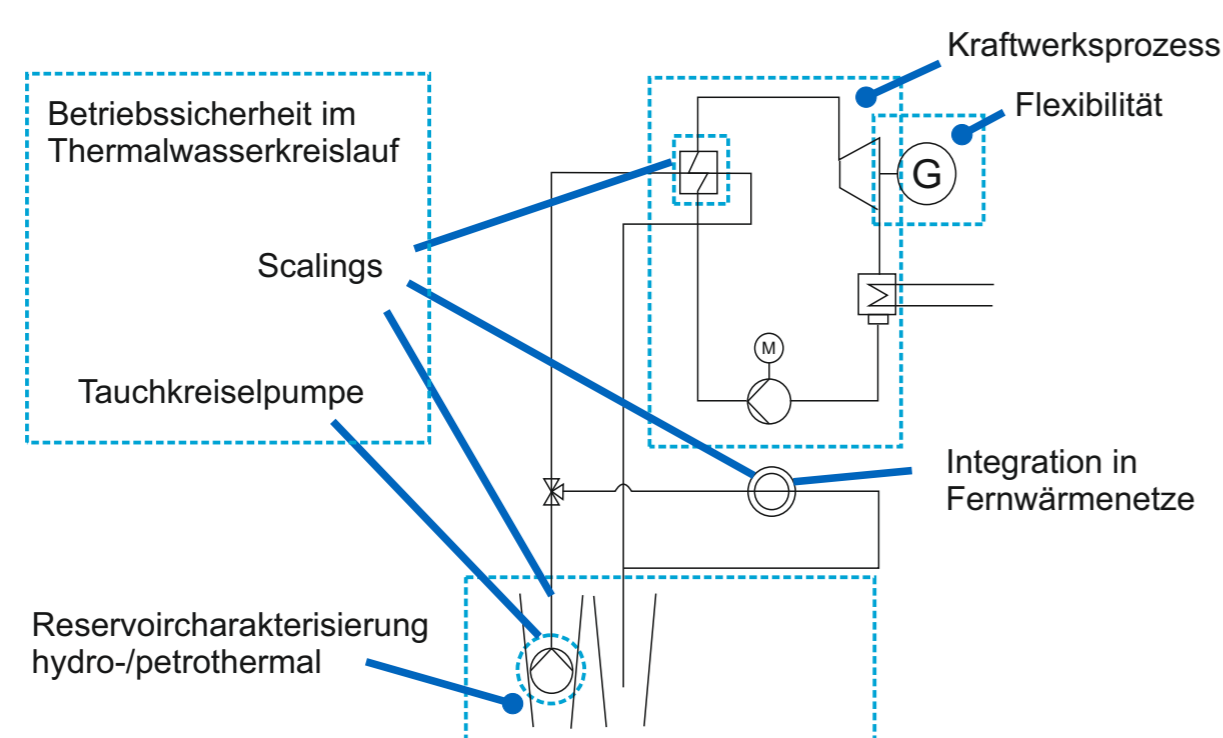 Kraftwerksprozess
Flexibilität
Betriebssicherheit im
Thermalwasserkreislauf
G
Scalings
M
Tauchkreiselpumpe
Integration in
Fernwärmenetze
Reservoircharakterisierung
hydro-/petrothermal